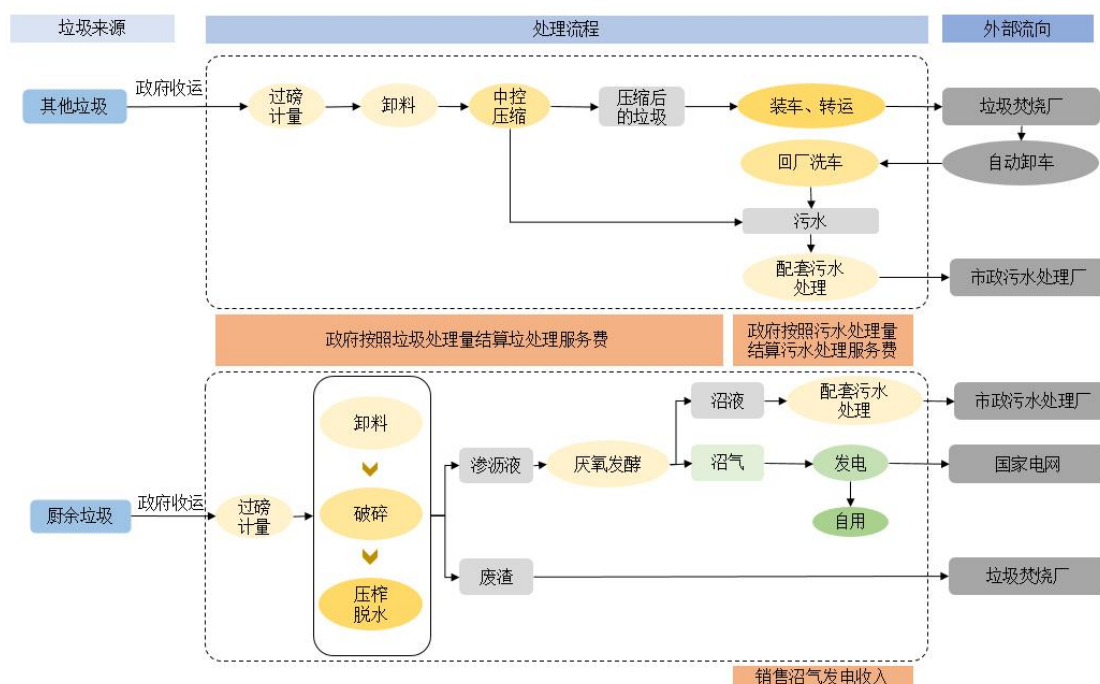 垃圾来源
处理流程
外部流向
其他垃圾
政府收运
过磅
计量
卸料
中控
压缩
压缩后
的垃圾
装车、转运
垃圾焚烧厂
回厂洗车
自动卸车
污水
配套污水
处理
市政污水处理厂
政府按照垃圾处理量结算垃处理服务费
政府按照污水处理量
结算污水处理服务费
厨余垃圾
政府收运
过磅
计量
卸料
破碎
压榨
脱水
渗沥液
厌氧发酵
沼液
配套污水
处理
市政污水处理厂
沼气
发电
国家电网
自用
废渣
垃圾焚烧厂
销售沼气发电收入